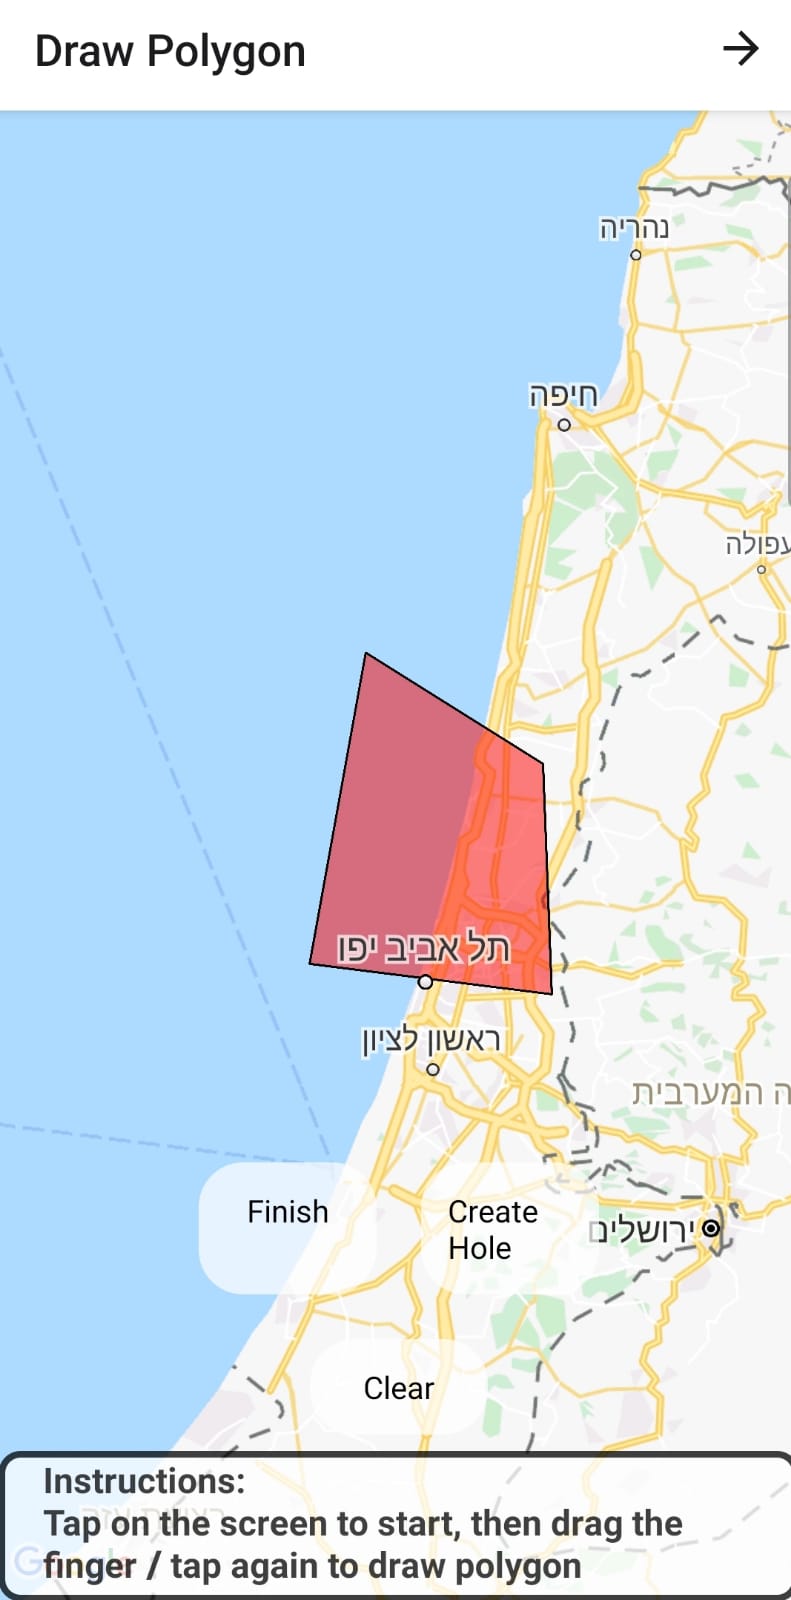 Draw Polygon
נהריה
חיפה
עפולה
תל אביב יפו
ראשון לציון
ה המערבית
Finish
Create
Hole
ירושלים
Clear
Instructions:
Tap on the screen to start, then drag the
finger / tap again to draw polygon